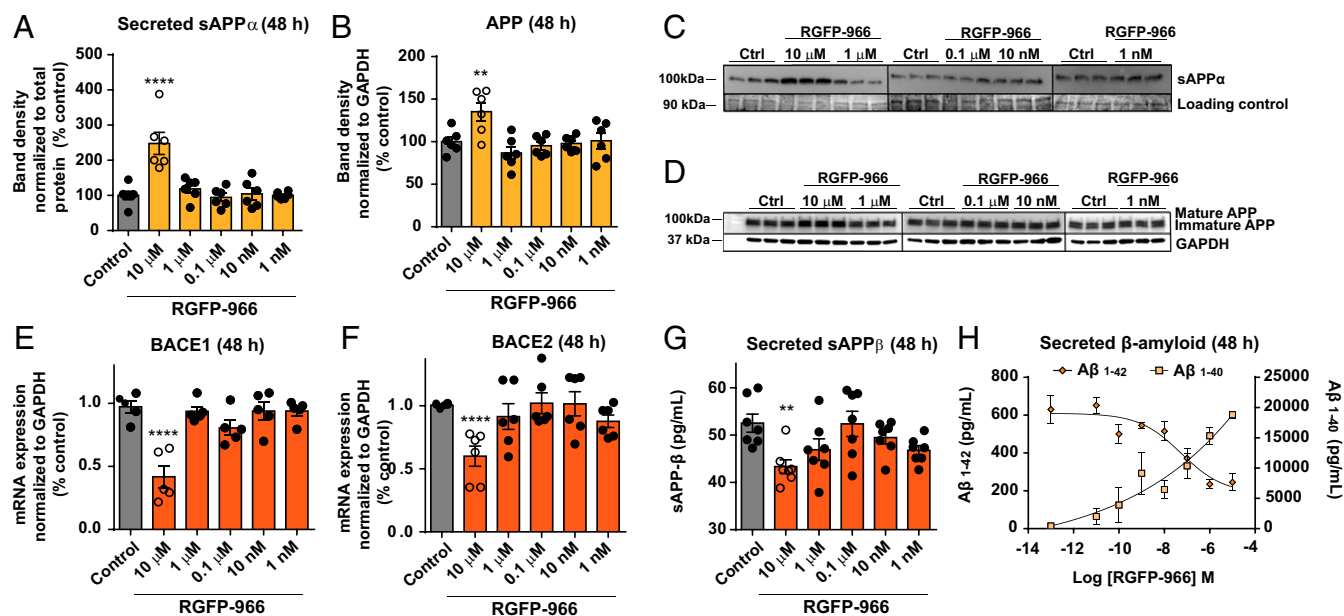 A
Secreted sAPPα (48 h)
Band density
normalized to total
protein (% control)
500
400
300
200
100
0
****
Control
10 µM
1 µM
0.1 µM
10 nM
1 nM
RGFP-966
B
APP (48 h)
Band density
normalized to GAPDH
(% control)
200
150
100
50
0
**
Control
10 µM
1 µM
0.1 µM
10 nM
1 nM
RGFP-966
C
RGFP-966 RGFP-966 RGFP-966
Ctrl 10 µM 1 µM Ctrl 0.1 µM 10 nM Ctrl 1 nM
100kDa sAPPα
90 kDa Loading control
D
RGFP-966 RGFP-966 RGFP-966
Ctrl 10 µM 1 µM Ctrl 0.1 µM 10 nM Ctrl 1 nM
Mature APP
100kDa Immature APP
37 kDa GAPDH
E
BACE1 (48 h)
mRNA expression
normalized to GAPDH
(% control)
1.0
0.5
0.0
****
Control
10 µM
1 µM
0.1 µM
10 nM
1 nM
RGFP-966
F
BACE2 (48 h)
mRNA expression
normalized to GAPDH
(% control)
1.0
0.5
0.0
****
Control
10 µM
1 µM
0.1 µM
10 nM
1 nM
RGFP-966
G
Secreted sAPPβ (48 h)
sAPP-β (pg/mL)
60
50
40
30
**
Control
10 µM
1 µM
0.1 µM
10 nM
1 nM
RGFP-966
H
Secreted β-amyloid (48 h)
Aβ 1-42 Aβ 1-40
Aβ 1-42 (pg/mL)
800
600
400
200
0
Aβ 1-40 (pg/mL)
25000
20000
15000
10000
5000
0
-14 -12 -10 -8 -6 -4
Log [RGFP-966] M